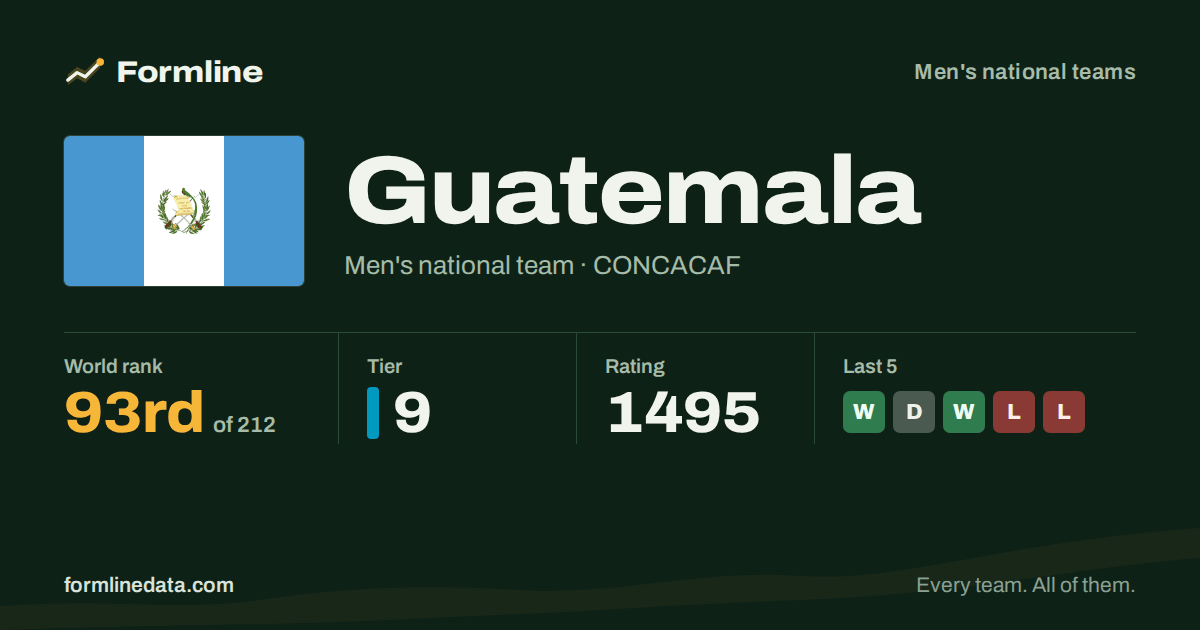 Formline
Men's national teams
Guatemala
Men's national team · CONCACAF
World rank
93rd of 212
Tier
9
Rating
1495
Last 5
W D W L L
formlinedata.com
Every team. All of them.